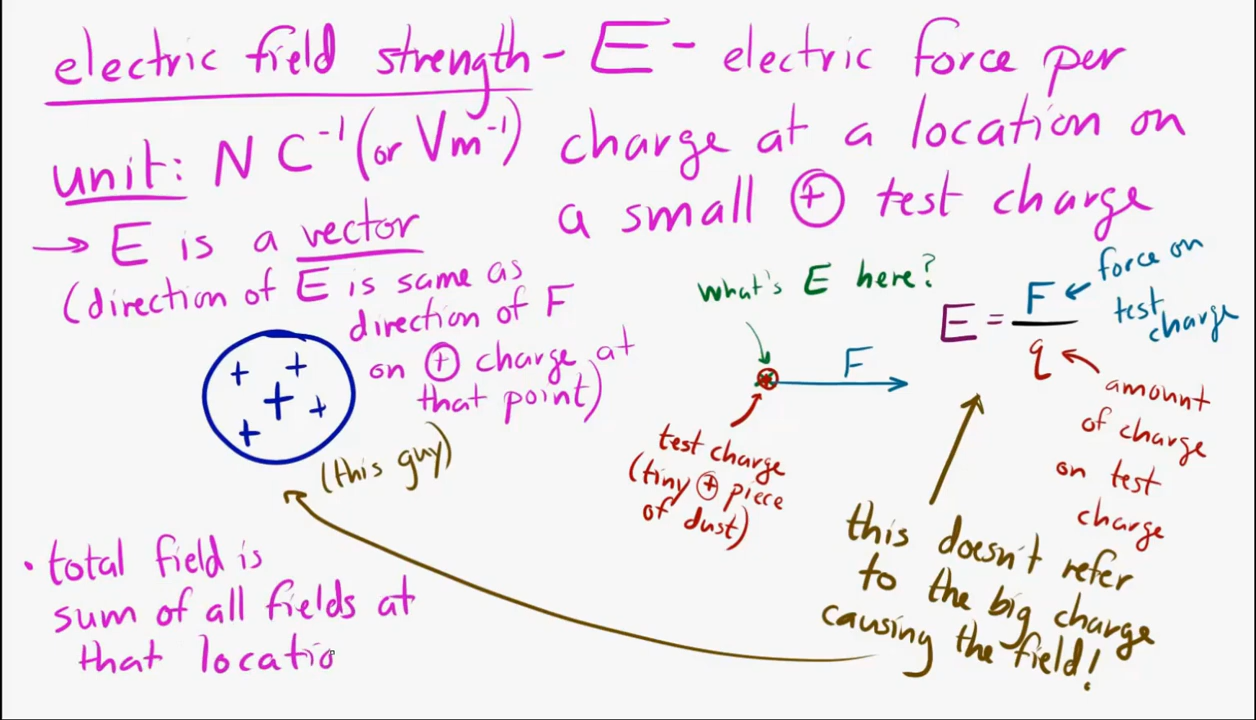 electric field strength - E - electric force per
charge at a location on
a small ⊕ test charge
unit: N C⁻¹ (or Vm⁻¹)
→ E is a vector
(direction of E is same as
direction of F
on ⊕ charge at
that point)
+ +
+
+ +
(this guy)
what's E here?
F
test charge
(tiny ⊕ piece
of dust)
E = F/q
force on
test
charge
amount
of charge
on test
charge
this doesn't refer
to the big charge
causing the field!
• total field is
sum of all fields at
that locatio